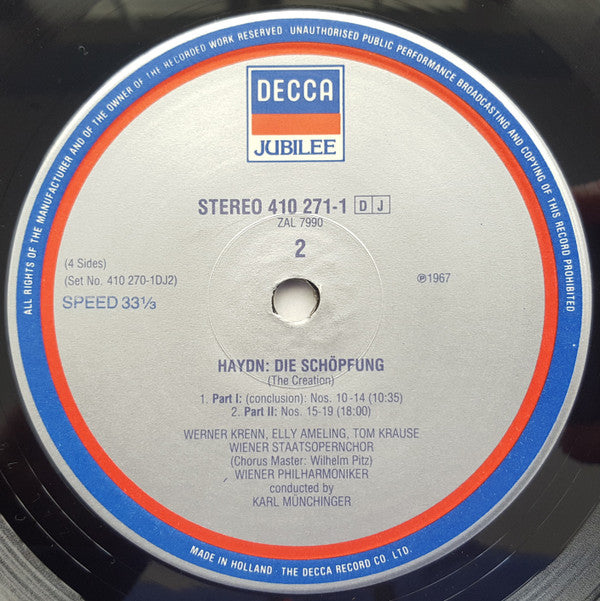 ALL RIGHTS OF THE MANUFACTURER AND OF THE OWNER OF THE RECORDED WORK RESERVED · UNAUTHORISED PUBLIC PERFORMANCE BROADCASTING AND COPYING OF THIS RECORD PROHIBITED
DECCA
JUBILEE
STEREO 410 271-1 D J
ZAL 7990
2
(4 Sides)
(Set No. 410 270-1DJ2)
SPEED 33⅓
℗1967
HAYDN: DIE SCHÖPFUNG
(The Creation)
1. Part I: (conclusion): Nos. 10-14 (10:35)
2. Part II: Nos. 15-19 (18:00)
WERNER KRENN, ELLY AMELING, TOM KRAUSE
WIENER STAATSOPERNCHOR
(Chorus Master: Wilhelm Pitz)
WIENER PHILHARMONIKER
conducted by
KARL MÜNCHINGER
MADE IN HOLLAND · THE DECCA RECORD CO. LTD.